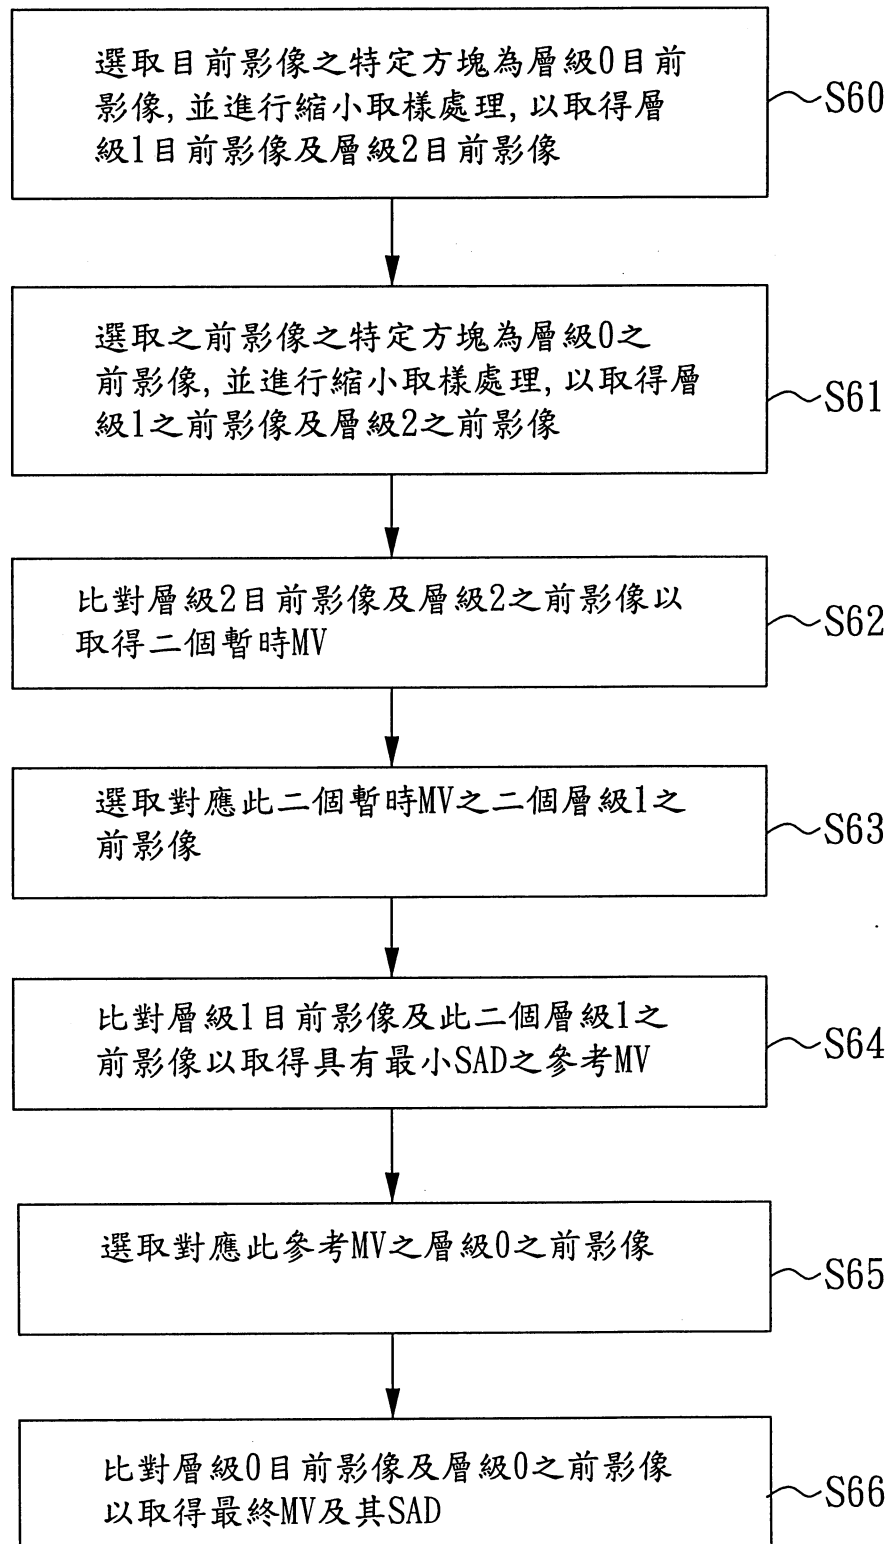 選取目前影像之特定方塊為層級0目前
影像,並進行縮小取樣處理,以取得層
級1目前影像及層級2目前影像
S60
選取之前影像之特定方塊為層級0之
前影像,並進行縮小取樣處理,以取得層
級1之前影像及層級2之前影像
S61
比對層級2目前影像及層級2之前影像以
取得二個暫時MV
S62
選取對應此二個暫時MV之二個層級1之
前影像
S63
比對層級1目前影像及此二個層級1之
前影像以取得具有最小SAD之參考MV
S64
選取對應此參考MV之層級0之前影像
S65
比對層級0目前影像及層級0之前影像
以取得最終MV及其SAD
S66